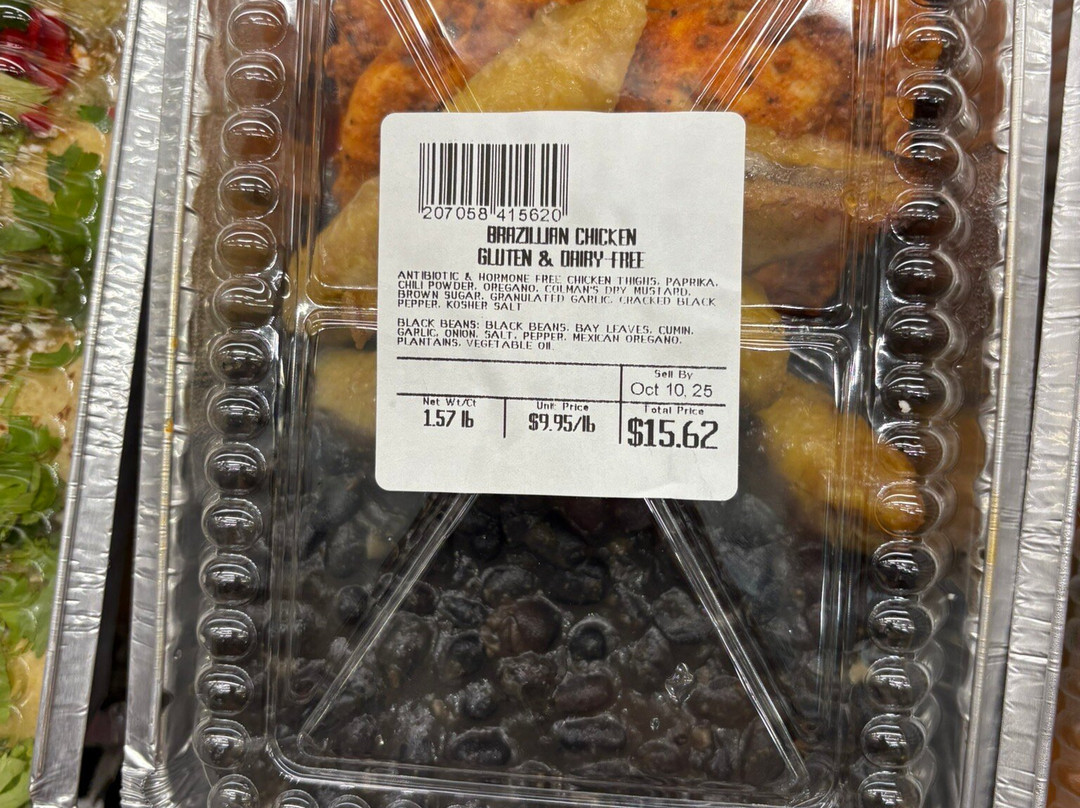 207058 415620
BRAZILLIAN CHICKEN
GLUTEN & DAIRY FREE
ANTIBIOTIC & HORMONE FREE CHICKEN THIGHS, PAPRIKA,
CHILI POWDER, OREGANO, COLMAN'S DRY MUSTARD,
BROWN SUGAR, GRANULATED GARLIC, CRACKED BLACK
PEPPER, KOSHER SALT
BLACK BEANS: BLACK BEANS, BAY LEAVES, CUMIN,
GARLIC, ONION, SALT, PEPPER, MEXICAN OREGANO,
PLANTAINS, VEGETABLE OIL
Sell By
Oct 10, 25
Net Wt/Ct
1.57 lb
Unit Price
$9.95/lb
Total Price
$15.62